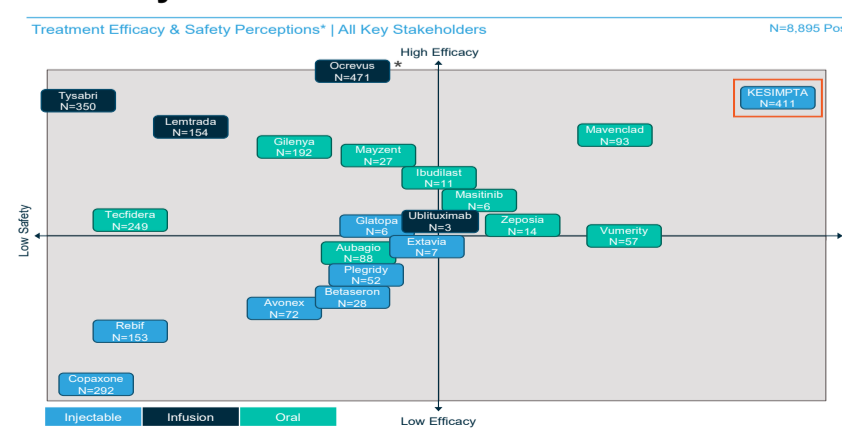 Treatment Efficacy & Safety Perceptions* | All Key Stakeholders
N=8,895 Pos
High Efficacy
Ocrevus
N=471
*
Tysabri
N=350
KESIMPTA
N=411
Lemtrada
N=154
Mavenclad
N=93
Gilenya
N=192
Mayzent
N=27
Ibudilast
N=11
Masitinib
N=6
Tecfidera
N=249
Glatopa
N=6
Ublituximab
N=3
Zeposia
N=14
Vumerity
N=57
Low Safety
Extavia
N=7
Aubagio
N=88
Plegridy
N=52
Betaseron
N=28
Avonex
N=72
Rebif
N=153
Copaxone
N=292
Injectable
Infusion
Oral
Low Efficacy